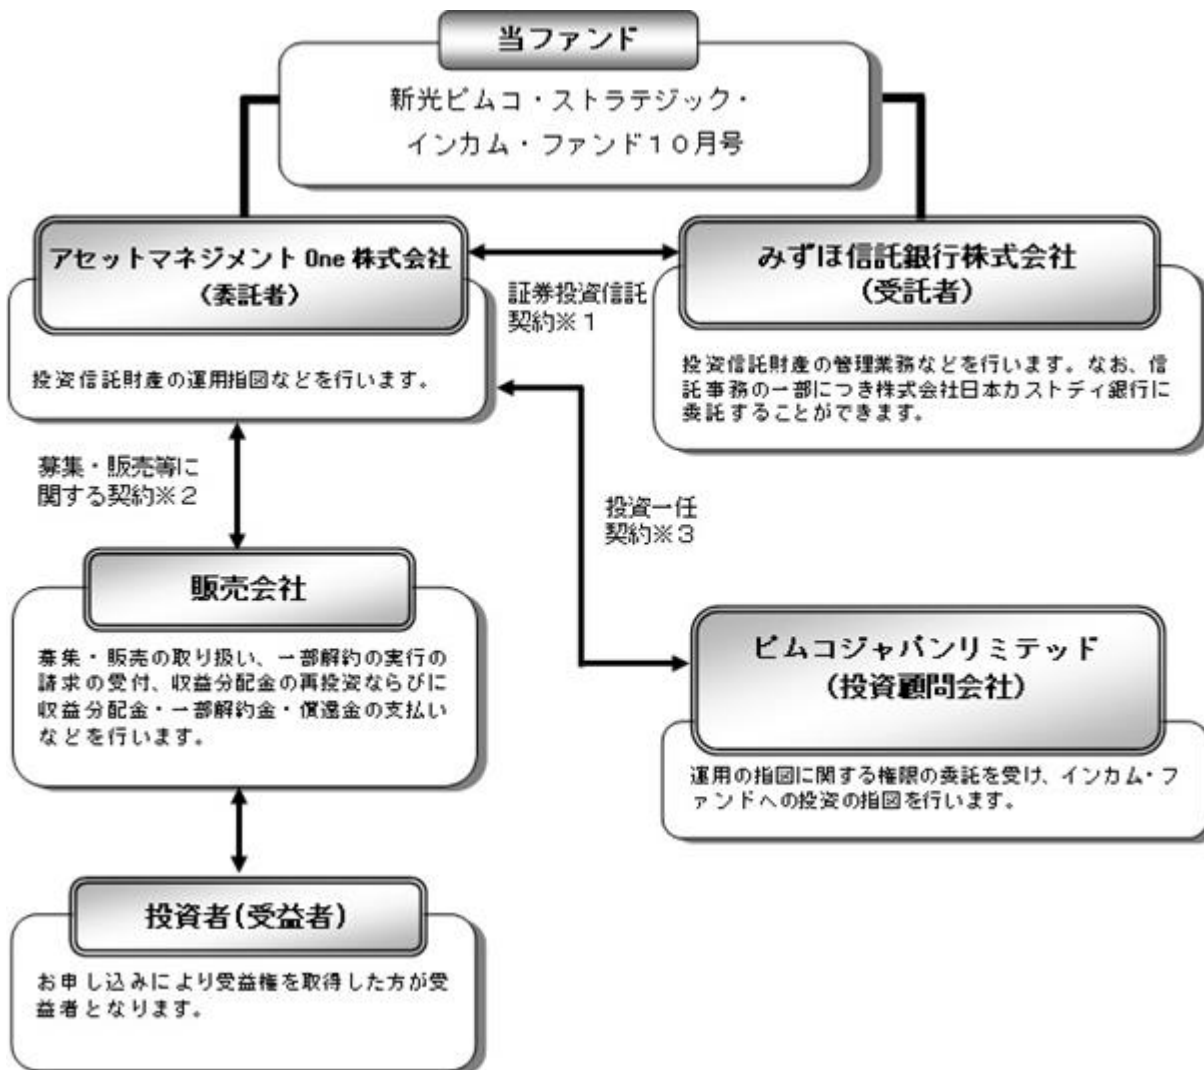 当ファンド
新光ピムコ・ストラテジック・
インカム・ファンド１０月号
アセットマネジメント One 株式会社
（委託者）
投資信託財産の運用指図などを行います。
証券投資信託
契約※１
みずほ信託銀行株式会社
（受託者）
投資信託財産の管理業務などを行います。なお、信
託事務の一部につき株式会社日本カストディ銀行に
委託することができます。
募集・販売等に
関する契約※２
投資一任
契約※３
販売会社
募集・販売の取り扱い、一部解約の実行の
請求の受付、収益分配金の再投資ならびに
収益分配金・一部解約金・償還金の支払い
などを行います。
ピムコジャパンリミテッド
（投資顧問会社）
運用の指図に関する権限の委託を受け、インカム・フ
ァンドへの投資の指図を行います。
投資者（受益者）
お申し込みにより受益権を取得した方が受
益者となります。